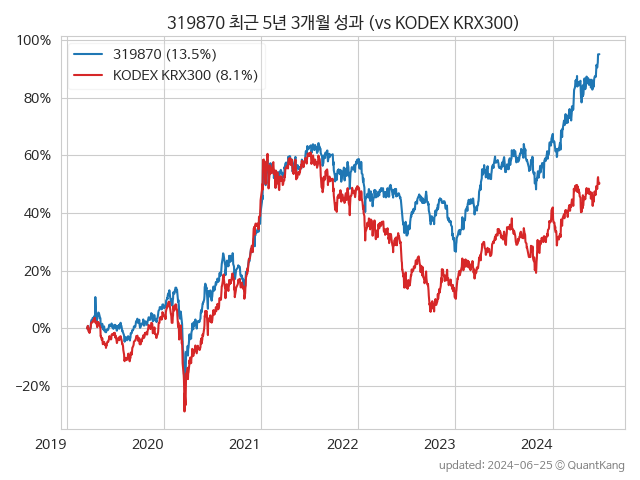 319870 최근 5년 3개월 성과 (vs KODEX KRX300)
100%
80%
60%
40%
20%
0%
−20%
319870 (13.5%)
KODEX KRX300 (8.1%)
2019 2020 2021 2022 2023 2024
updated: 2024-06-25 © QuantKang